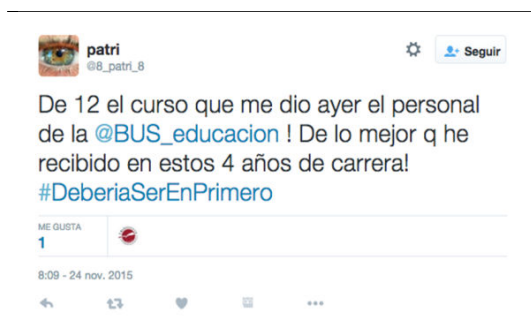 patri
@8_patri_8
Seguir
De 12 el curso que me dio ayer el personal
de la @BUS_educacion ! De lo mejor q he
recibido en estos 4 años de carrera!
#DeberiaSerEnPrimero
ME GUSTA
1
8:09 - 24 nov. 2015